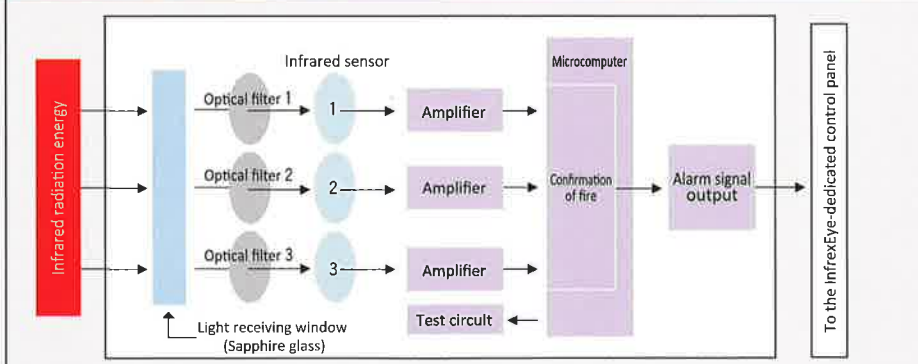 Infrared radiation energy
Infrared sensor
Microcomputer
Optical filter 1
1
Amplifier
Optical filter 2
2
Amplifier
Confirmation
of fire
Alarm signal
output
Optical filter 3
3
Amplifier
Test circuit
Light receiving window
(Sapphire glass)
To the InfrexEye-dedicated control panel